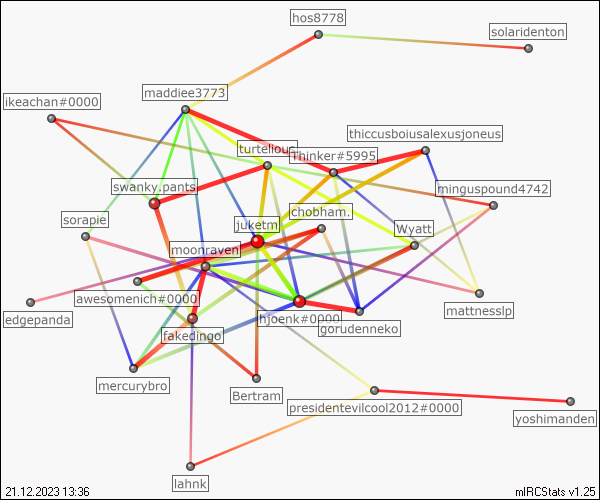 hos8778
solaridenton
maddiee3773
ikeachan#0000
thiccusboiusalexusjoneus
turtelious
Thinker#5995
swanky.pants
minguspound4742
chobham.
sorapie
juketm
Wyatt
moonraven
awesomenich#0000
mattnesslp
edgepanda
hjoenk#0000
gorudenneko
fakedingo
mercurybro
Bertram
presidentevilcool2012#0000
yoshimanden
lahnk
21.12.2023 13:36
mIRCStats v1.25